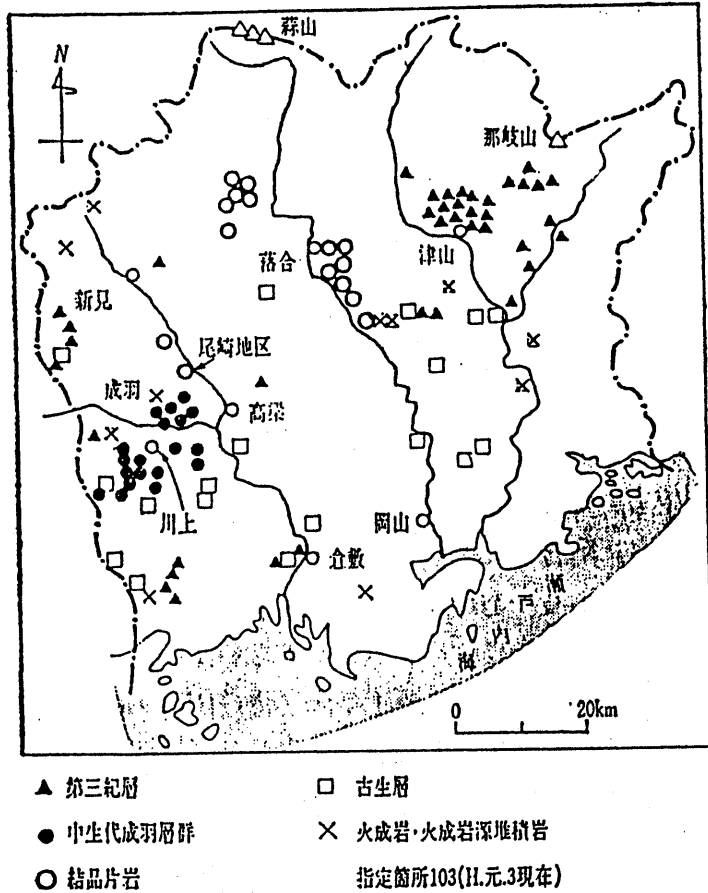 蒜山
N
那岐山
津山
落合
新見
尾崎地区
成羽
高梁
川上
岡山
倉敷
瀬戸内海
0 20km
▲ 第三紀層
□ 古生層
● 中生代成羽層群
× 火成岩・火成岩源堆積岩
○ 結晶片岩
指定箇所103(H.元.3現在)